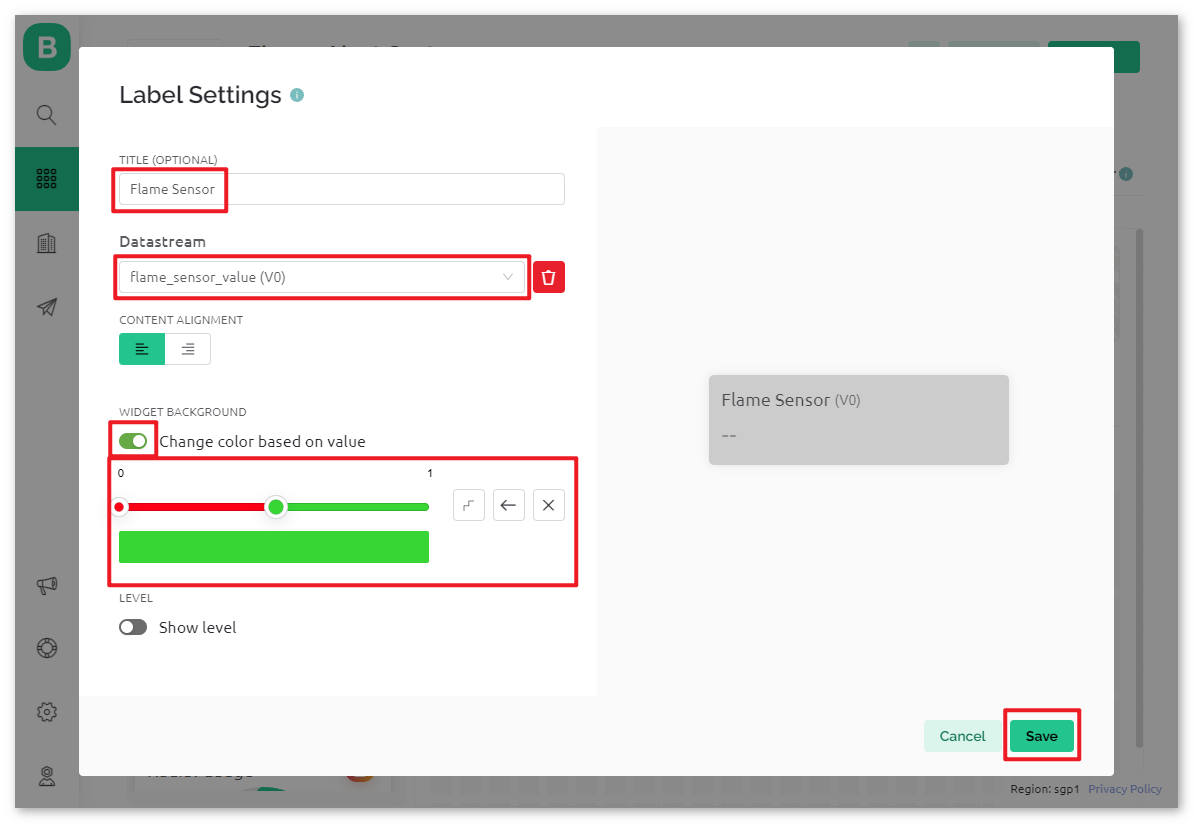 B
Label Settings
TITLE (OPTIONAL)
Flame Sensor
Datastream
flame_sensor_value (V0)
CONTENT ALIGNMENT
WIDGET BACKGROUND
Change color based on value
0 1
LEVEL
Show level
Flame Sensor (V0)
--
Cancel Save
Region: sgp1 Privacy Policy